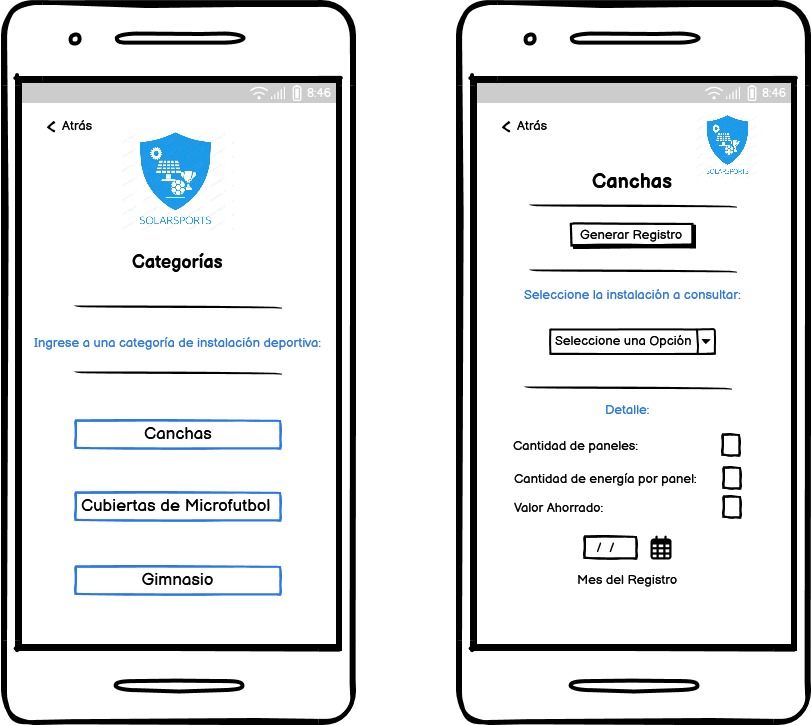 8:46
Atrás
SOLARSPORTS
Categorías
Ingrese a una categoría de instalación deportiva:
Canchas
Cubiertas de Microfutbol
Gimnasio
8:46
Atrás
SOLARSPORTS
Canchas
Generar Registro
Seleccione la instalación a consultar:
Seleccione una Opción
Detalle:
Cantidad de paneles:
Cantidad de energía por panel:
Valor Ahorrado:
/ /
Mes del Registro